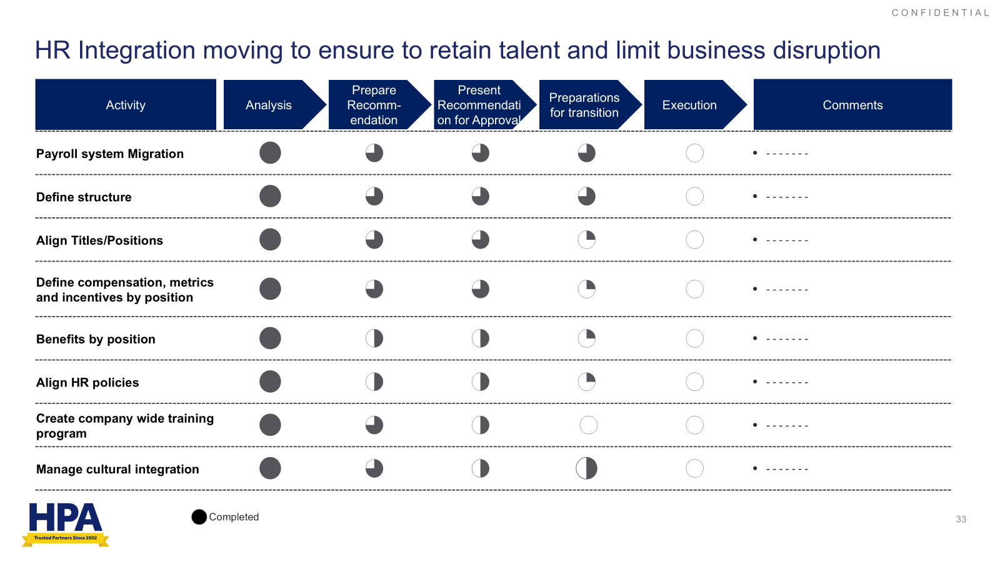 CONFIDENTIAL
HR Integration moving to ensure to retain talent and limit business disruption
Activity
Analysis
Prepare
Recomm-
endation
Present
Recommendati
on for Approval
Preparations
for transition
Execution
Comments
Payroll system Migration
• - - - - - - -
Define structure
• - - - - - - -
Align Titles/Positions
• - - - - - - -
Define compensation, metrics
and incentives by position
• - - - - - - -
Benefits by position
• - - - - - - -
Align HR policies
• - - - - - - -
Create company wide training
program
• - - - - - - -
Manage cultural integration
• - - - - - - -
HPA
Trusted Partners Since 2002
Completed
33